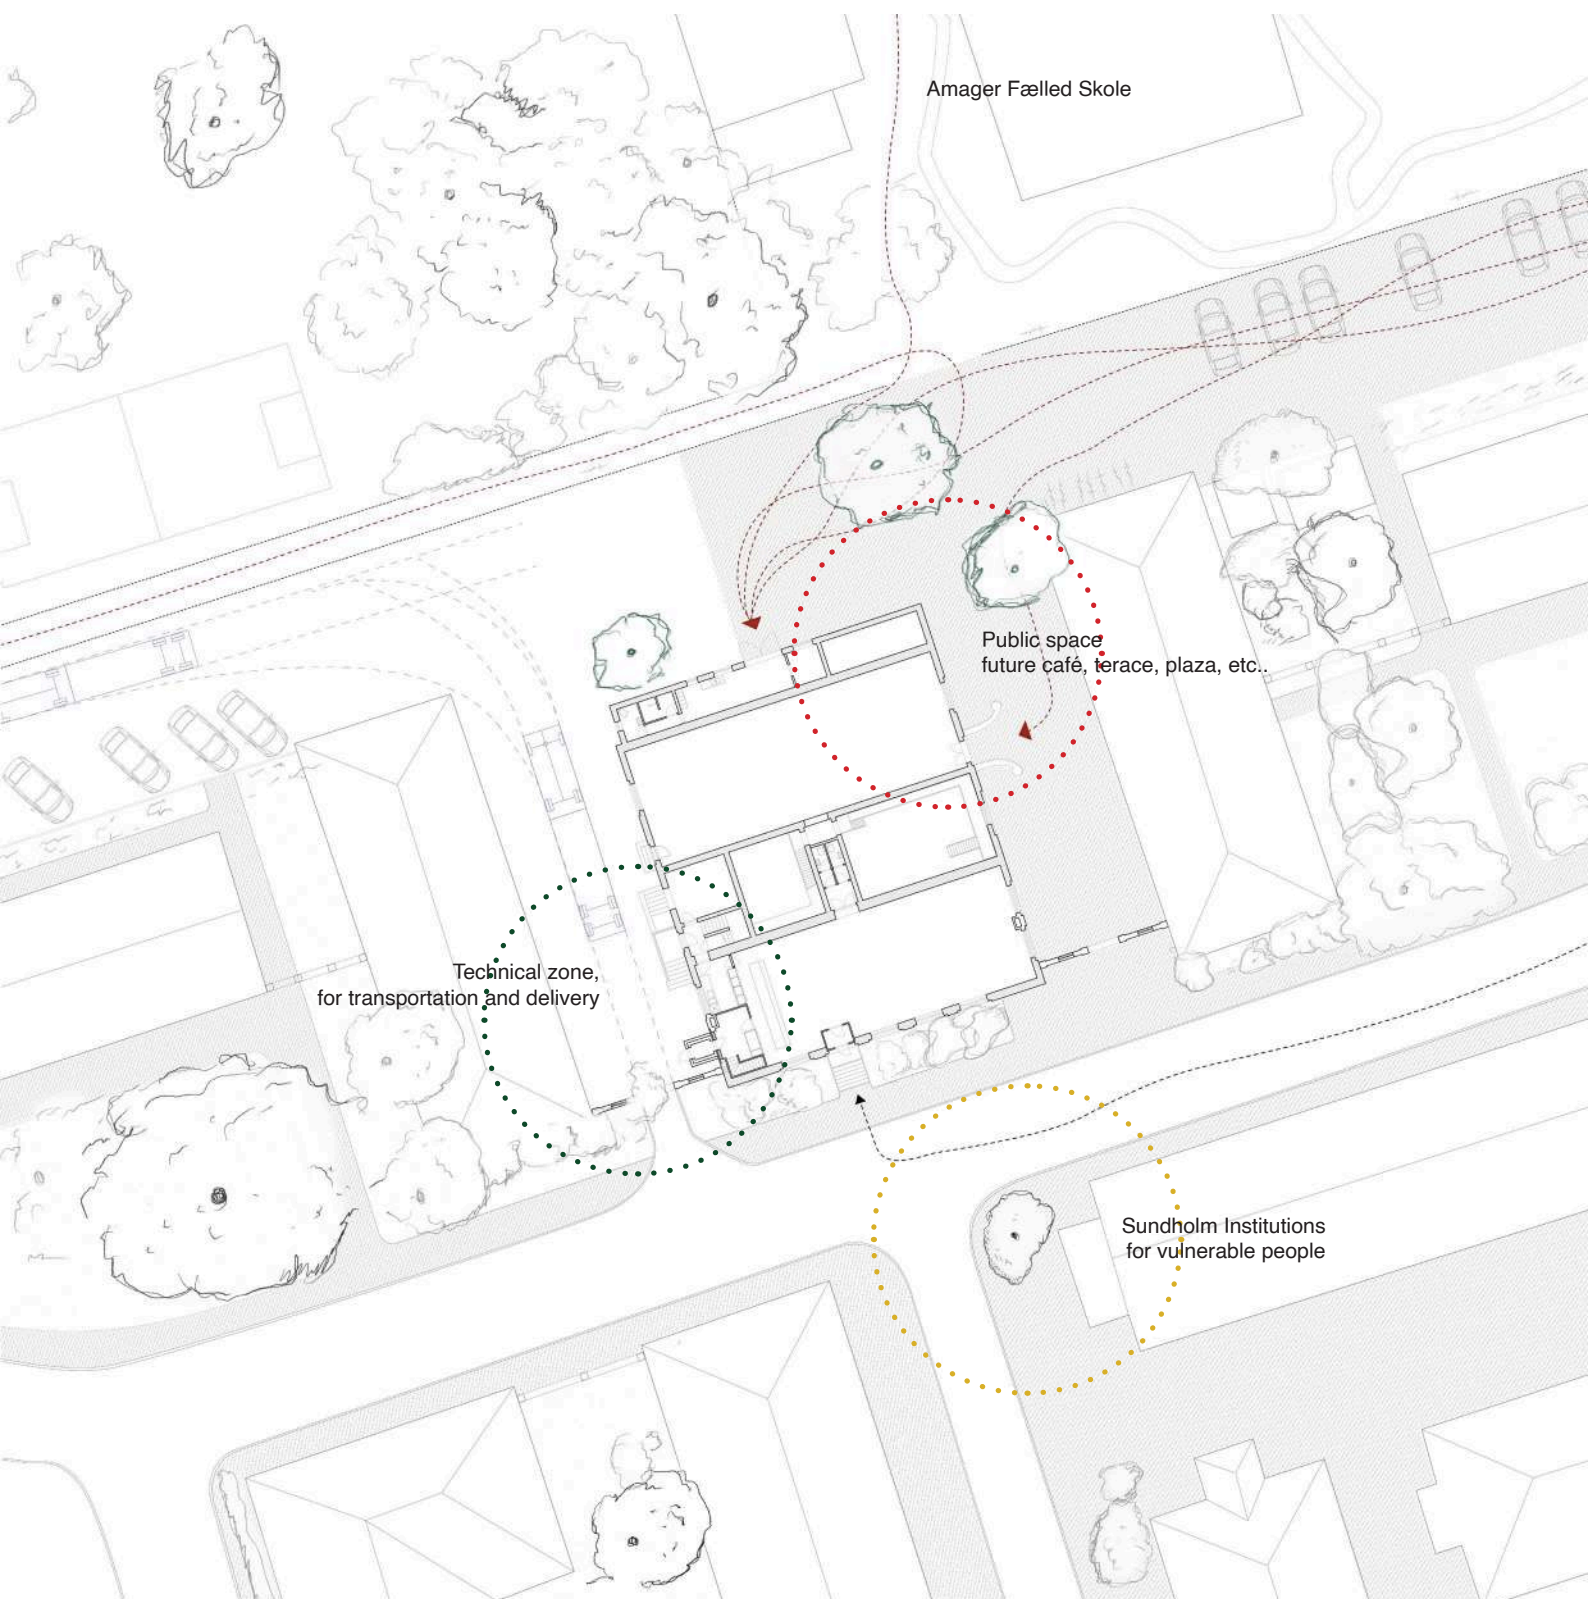 Amager Fælled Skole
Public space
future café, terace, plaza, etc..
Technical zone,
for transportation and delivery
Sundholm Institutions
for vulnerable people